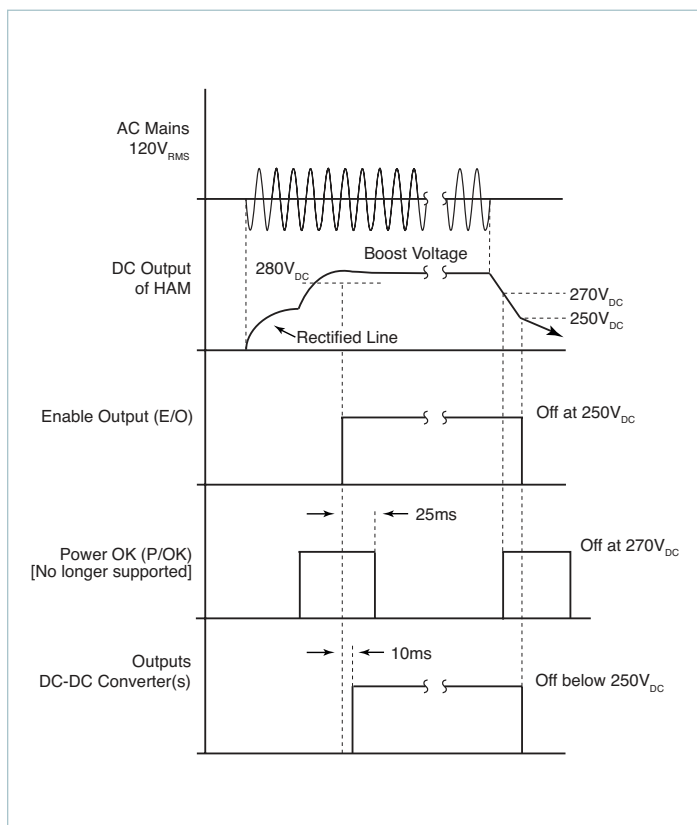 AC Mains
120V_RMS
DC Output
of HAM
280V_DC
Boost Voltage
270V_DC
250V_DC
Rectified Line
Enable Output (E/O)
Off at 250V_DC
25ms
Power OK (P/OK)
[No longer supported]
Off at 270V_DC
Outputs
DC-DC Converter(s)
10ms
Off below 250V_DC